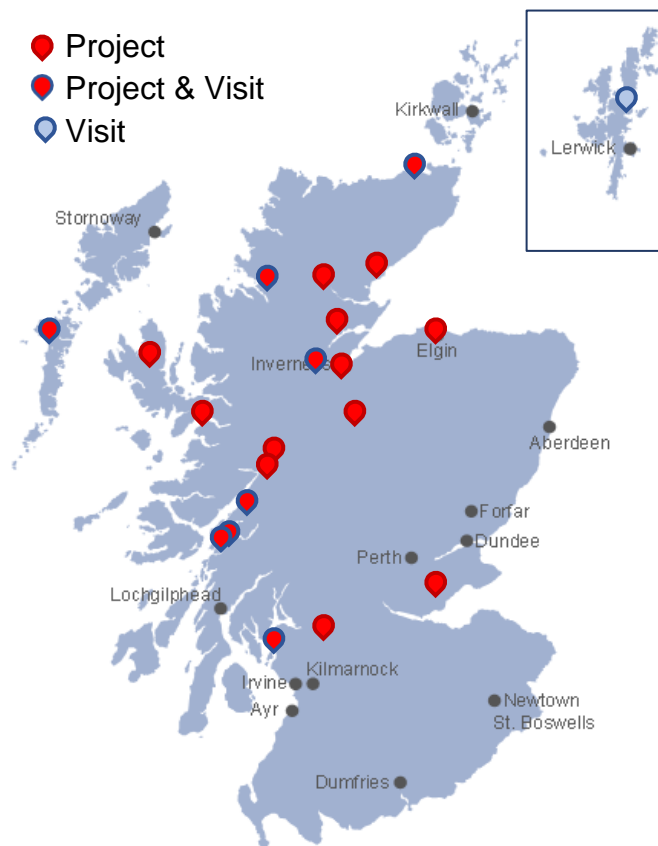 Project
Project & Visit
Visit
Kirkwall
Lerwick
Stornoway
Elgin
Inverness
Aberdeen
Forfar
Dundee
Perth
Lochgilphead
Kilmarnock
Irvine
Ayr
Newtown
St. Boswells
Dumfries